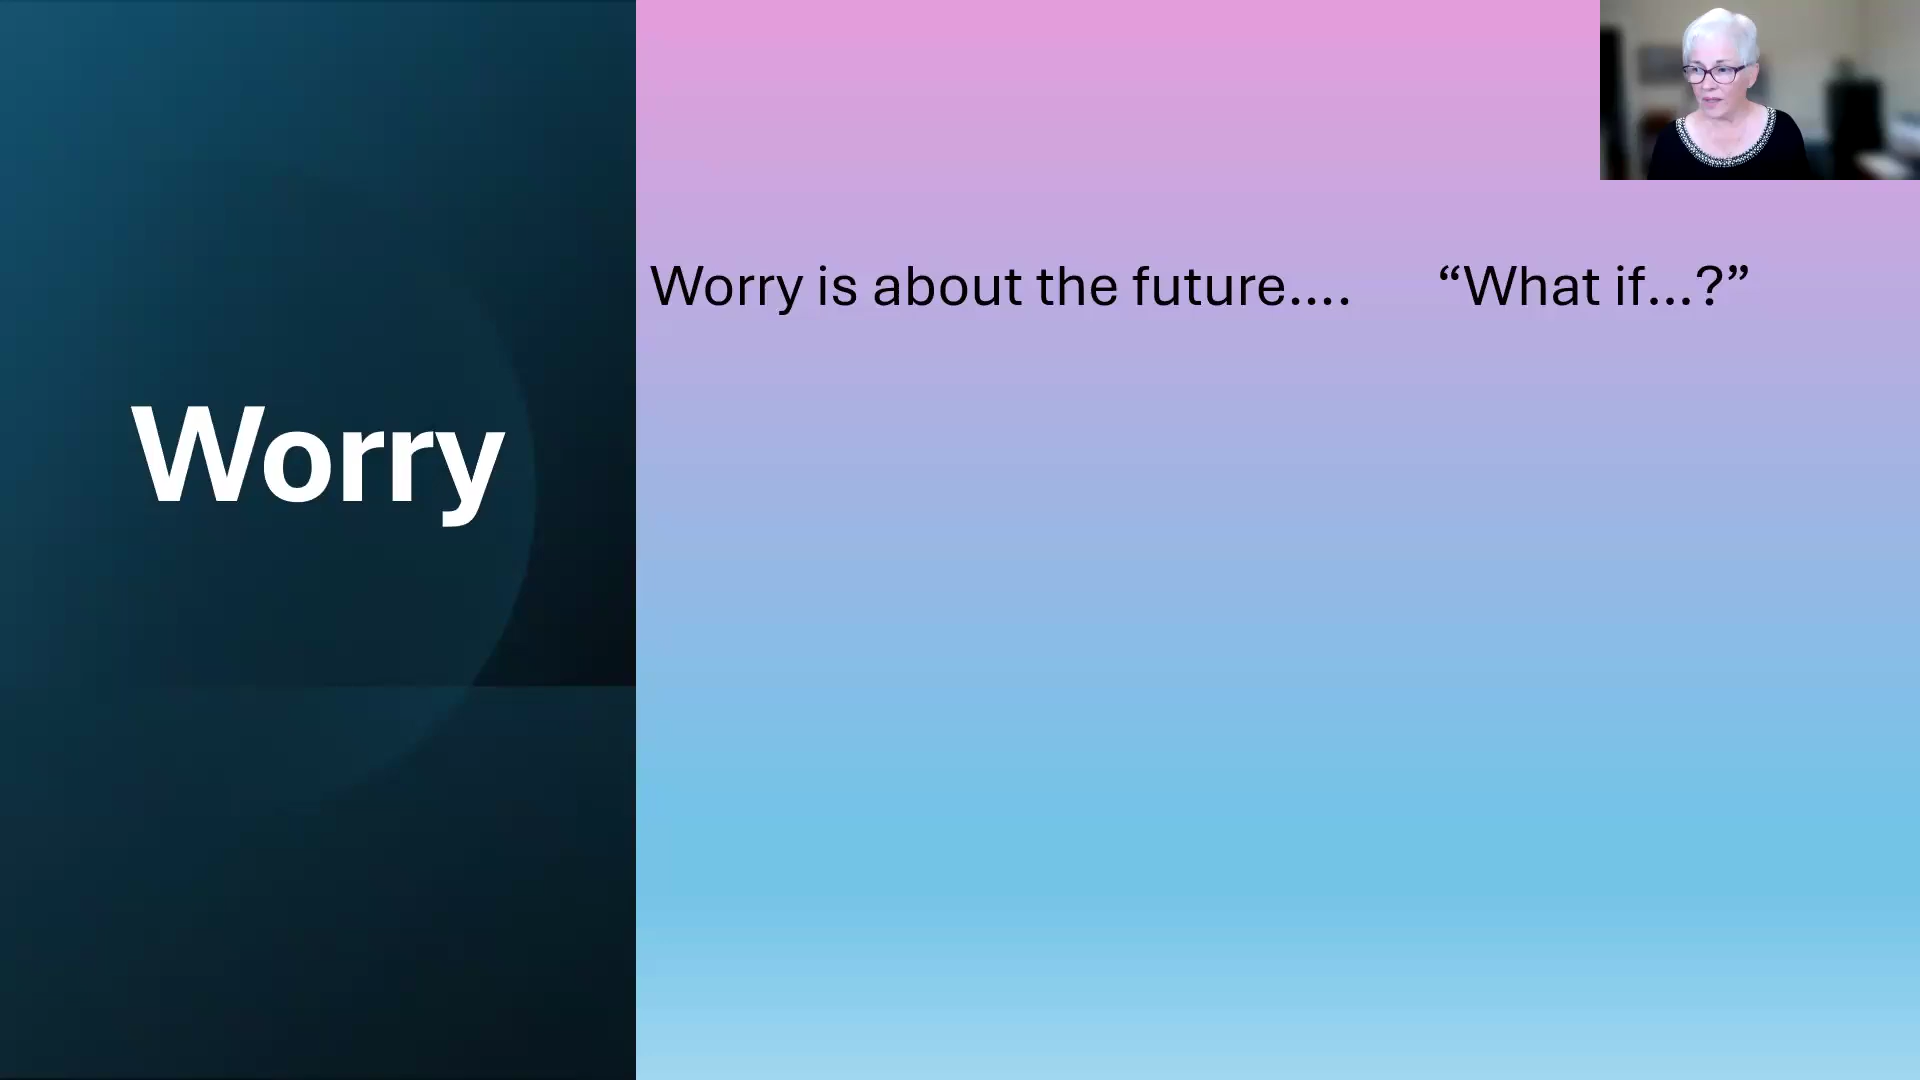 Worry
Worry is about the future.... “What if...?”